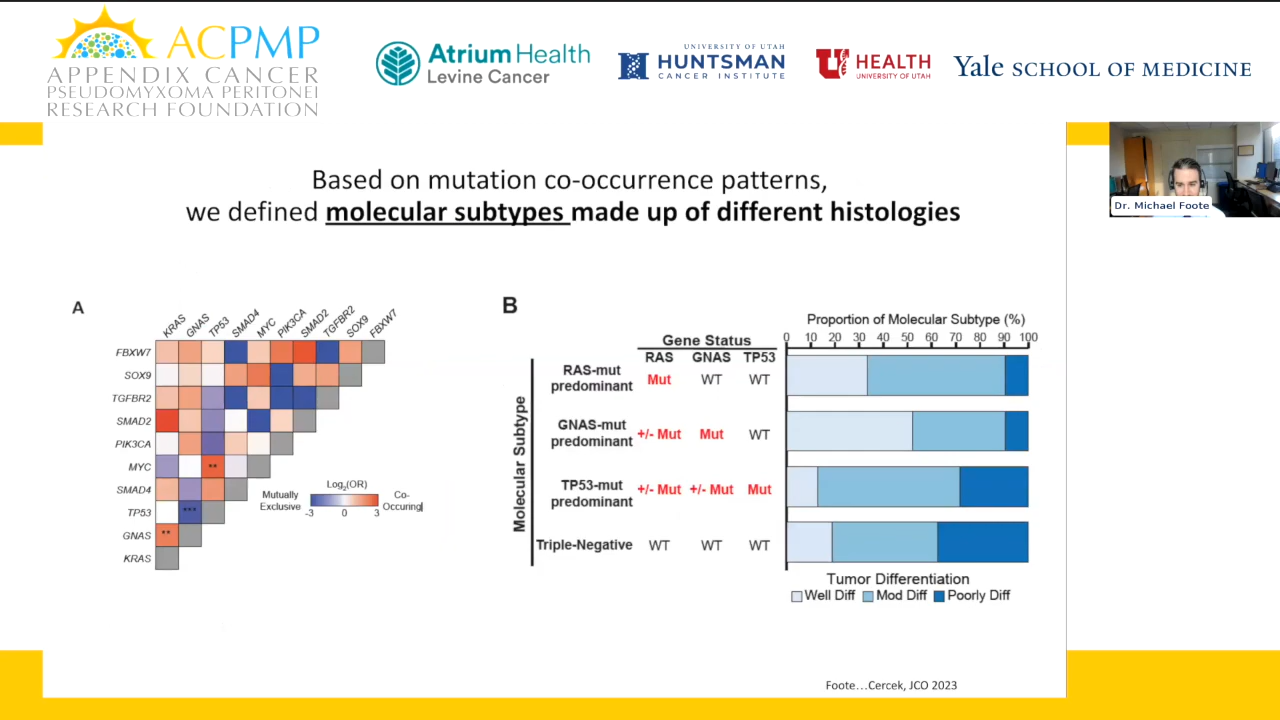 ACPMP
APPENDIX CANCER
PSEUDOMYXOMA PERITONEI
RESEARCH FOUNDATION
Atrium Health
Levine Cancer
UNIVERSITY OF UTAH
HUNTSMAN
CANCER INSTITUTE
U HEALTH
UNIVERSITY OF UTAH
Yale SCHOOL OF MEDICINE
Dr. Michael Foote
Based on mutation co-occurrence patterns,
we defined molecular subtypes made up of different histologies
A
KRAS GNAS TP53 SMAD4 MYC PIK3CA SMAD2 TGFBR2 SOX9 FBXW7
FBXW7
SOX9
TGFBR2
SMAD2
PIK3CA
MYC **
SMAD4
TP53 ***
GNAS **
KRAS
Log2(OR)
Mutually
Exclusive
Co-
Occuring
-3 0 3
B
Gene Status
RAS GNAS TP53
Proportion of Molecular Subtype (%)
0 10 20 30 40 50 60 70 80 90 100
Molecular Subtype
RAS-mut
predominant
Mut WT WT
GNAS-mut
predominant
+/- Mut Mut WT
TP53-mut
predominant
+/- Mut +/- Mut Mut
Triple-Negative WT WT WT
Tumor Differentiation
Well Diff Mod Diff Poorly Diff
Foote…Cercek, JCO 2023